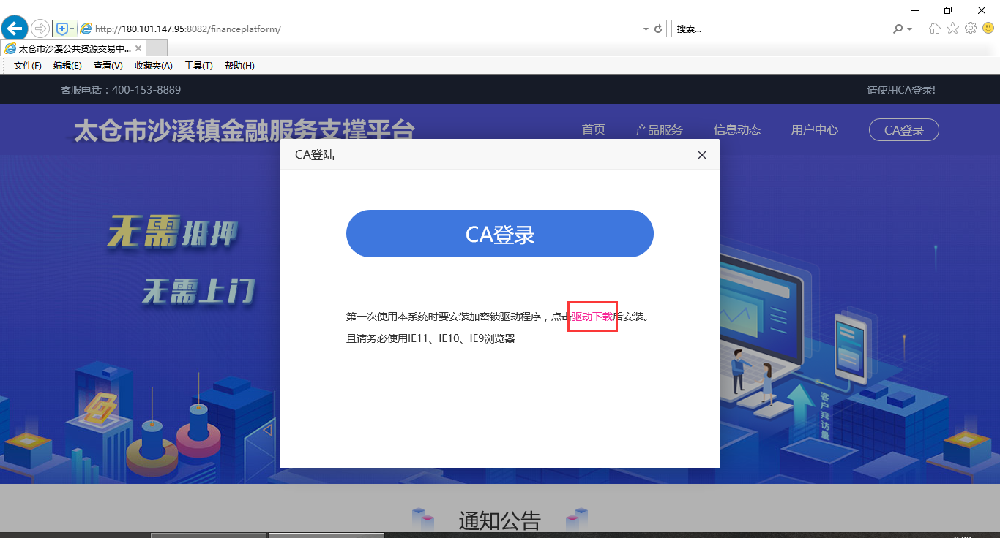 http://180.101.147.95:8082/financeplatform/
搜索...
太仓市沙溪公共资源交易中...
文件(F) 编辑(E) 查看(V) 收藏夹(A) 工具(T) 帮助(H)
客服电话：400-153-8889
请使用CA登录!
太仓市沙溪镇金融服务支撑平台
首页 产品服务 信息动态 用户中心 CA登录
CA登陆
无需抵押
无需上门
CA登录
第一次使用本系统时要安装加密锁驱动程序，点击驱动下载后安装。
且请务必使用IE11、IE10、IE9浏览器
客户拜访量
通知公告